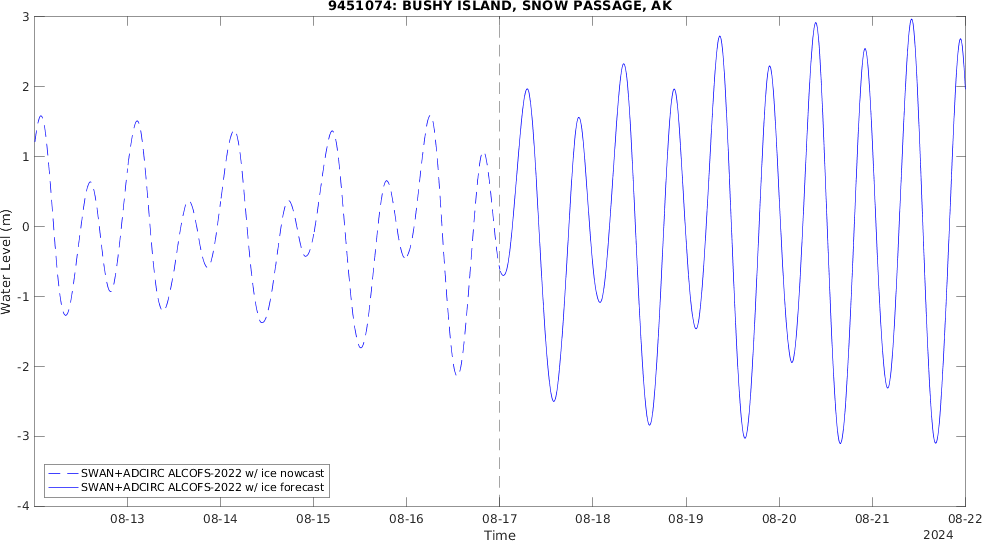 9451074: BUSHY ISLAND, SNOW PASSAGE, AK
3
2
1
0
-1
-2
-3
-4
Water Level (m)
SWAN+ADCIRC ALCOFS-2022 w/ ice nowcast
SWAN+ADCIRC ALCOFS-2022 w/ ice forecast
08-13 08-14 08-15 08-16 08-17 08-18 08-19 08-20 08-21 08-22
Time
2024